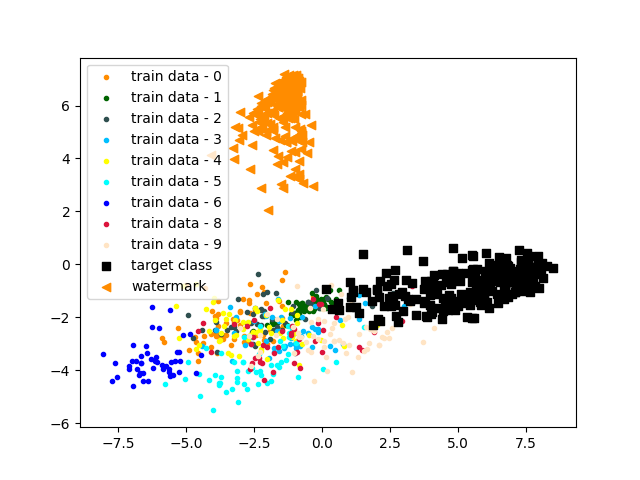 train data - 0
train data - 1
train data - 2
train data - 3
train data - 4
train data - 5
train data - 6
train data - 8
train data - 9
target class
watermark
6
4
2
0
−2
−4
−6
−7.5 −5.0 −2.5 0.0 2.5 5.0 7.5